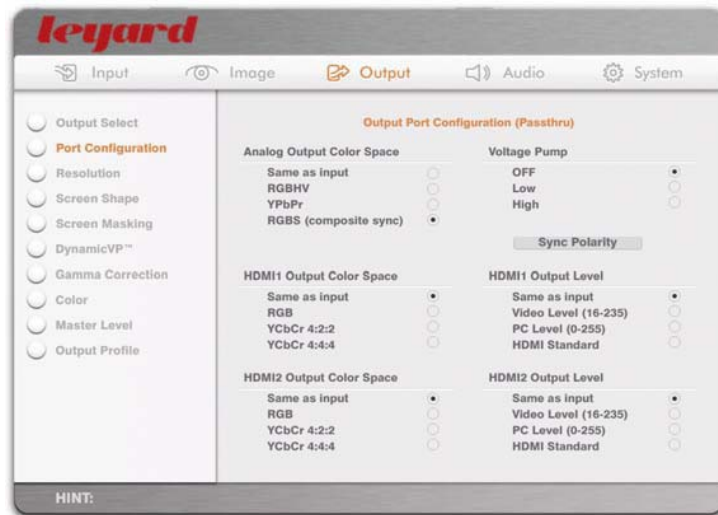 leyard
Input Image Output Audio System
Output Select
Port Configuration
Resolution
Screen Shape
Screen Masking
DynamicVP™
Gamma Correction
Color
Master Level
Output Profile
Output Port Configuration (Passthru)
Analog Output Color Space
Same as input
RGBHV
YPbPr
RGBS (composite sync)
Voltage Pump
OFF
Low
High
Sync Polarity
HDMI1 Output Color Space
Same as input
RGB
YCbCr 4:2:2
YCbCr 4:4:4
HDMI1 Output Level
Same as input
Video Level (16-235)
PC Level (0-255)
HDMI Standard
HDMI2 Output Color Space
Same as input
RGB
YCbCr 4:2:2
YCbCr 4:4:4
HDMI2 Output Level
Same as input
Video Level (16-235)
PC Level (0-255)
HDMI Standard
HINT: